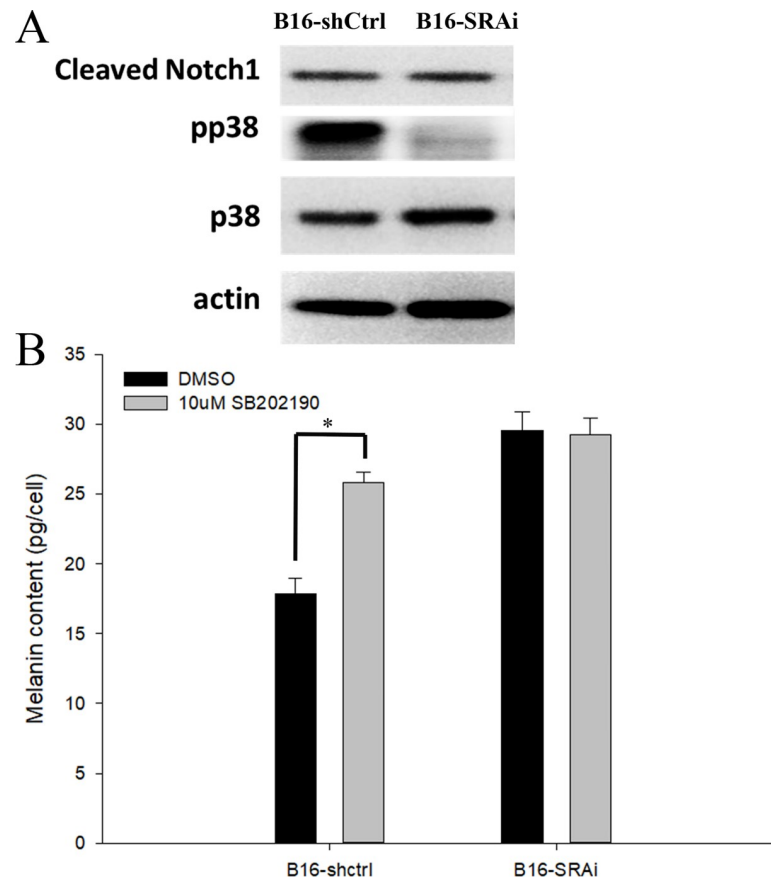 A
B16-shCtrl B16-SRAi
Cleaved Notch1
pp38
p38
actin
B
35
30
25
20
15
10
5
0
Melanin content (pg/cell)
DMSO
10uM SB202190
*
B16-shctrl B16-SRAi